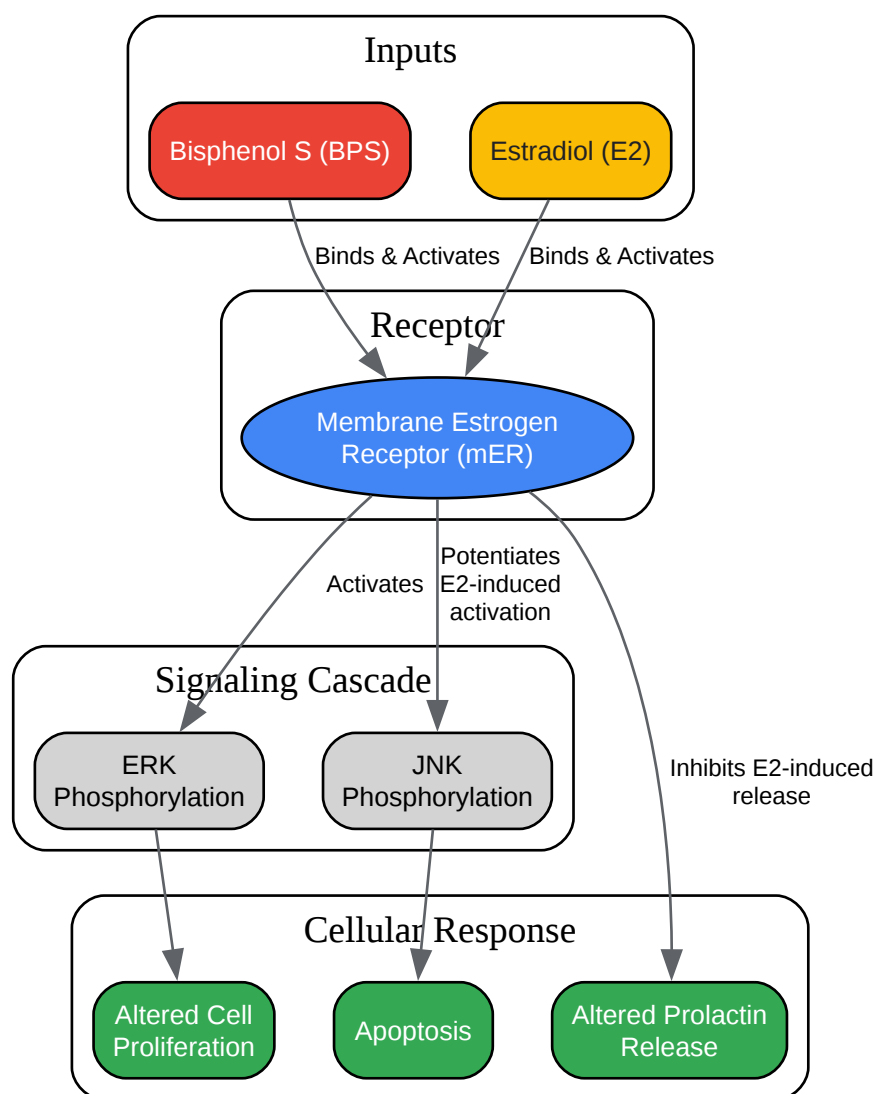 Inputs
Bisphenol S (BPS)
Estradiol (E2)
Binds & Activates
Binds & Activates
Receptor
Membrane Estrogen
Receptor (mER)
Activates
Potentiates
E2-induced
activation
Signaling Cascade
ERK
Phosphorylation
JNK
Phosphorylation
Inhibits E2-induced
release
Cellular Response
Altered Cell
Proliferation
Apoptosis
Altered Prolactin
Release